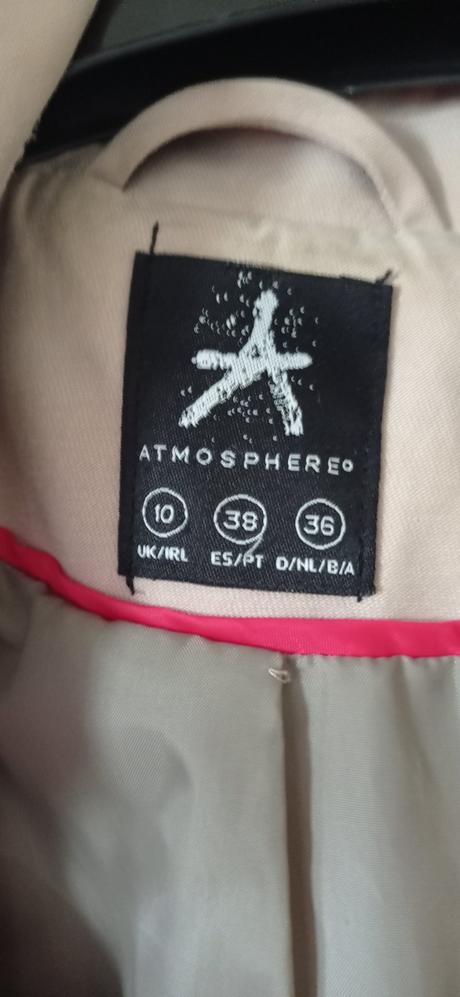 ATMOSPHERE°
10 38 36
UK/IRL ES/PT D/NL/B/A